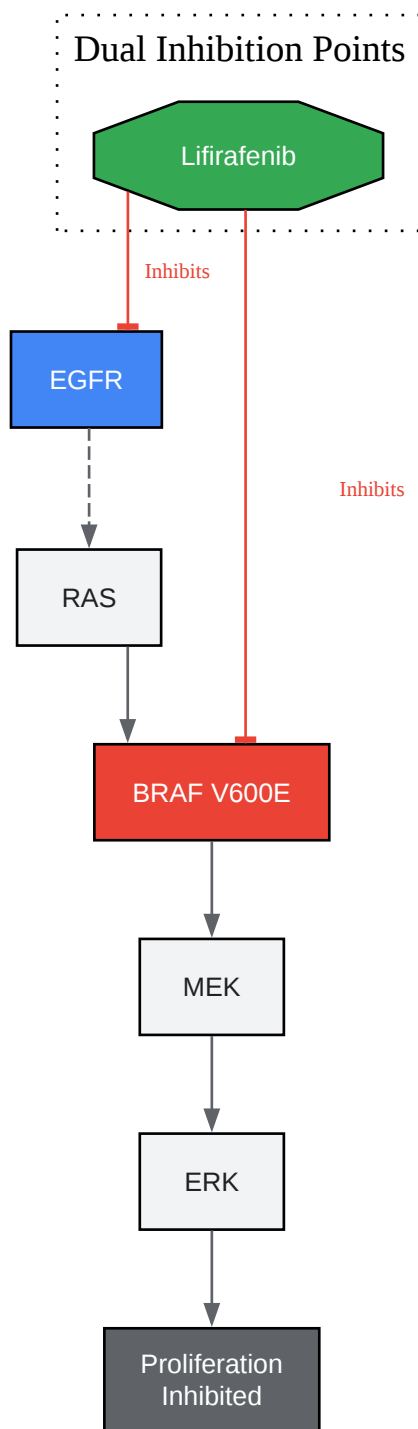 Dual Inhibition Points
Lifirafenib
Inhibits
EGFR
Inhibits
RAS
BRAF V600E
MEK
ERK
Proliferation
Inhibited